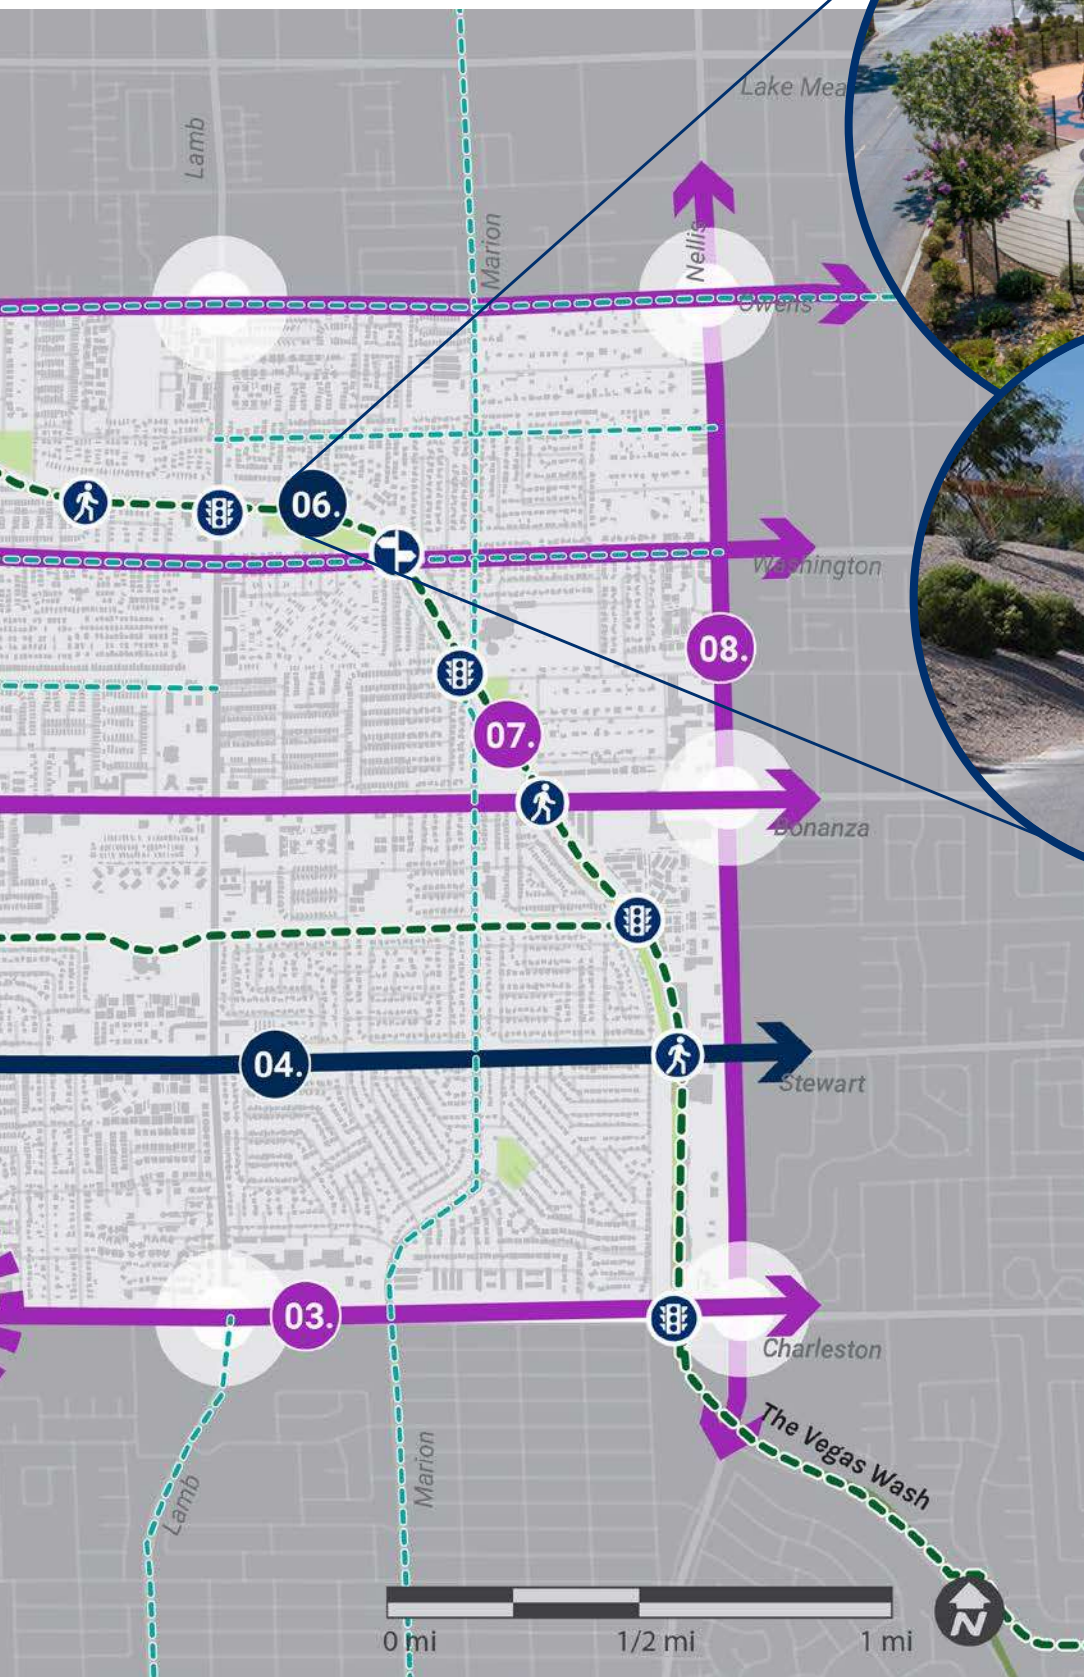 Lake Mea
Lamb
Marion
Nellis
Owens
06.
Washington
08.
07.
Bonanza
04.
Stewart
03.
Charleston
The Vegas Wash
Marion
Lamb
0 mi
1/2 mi
1 mi
N